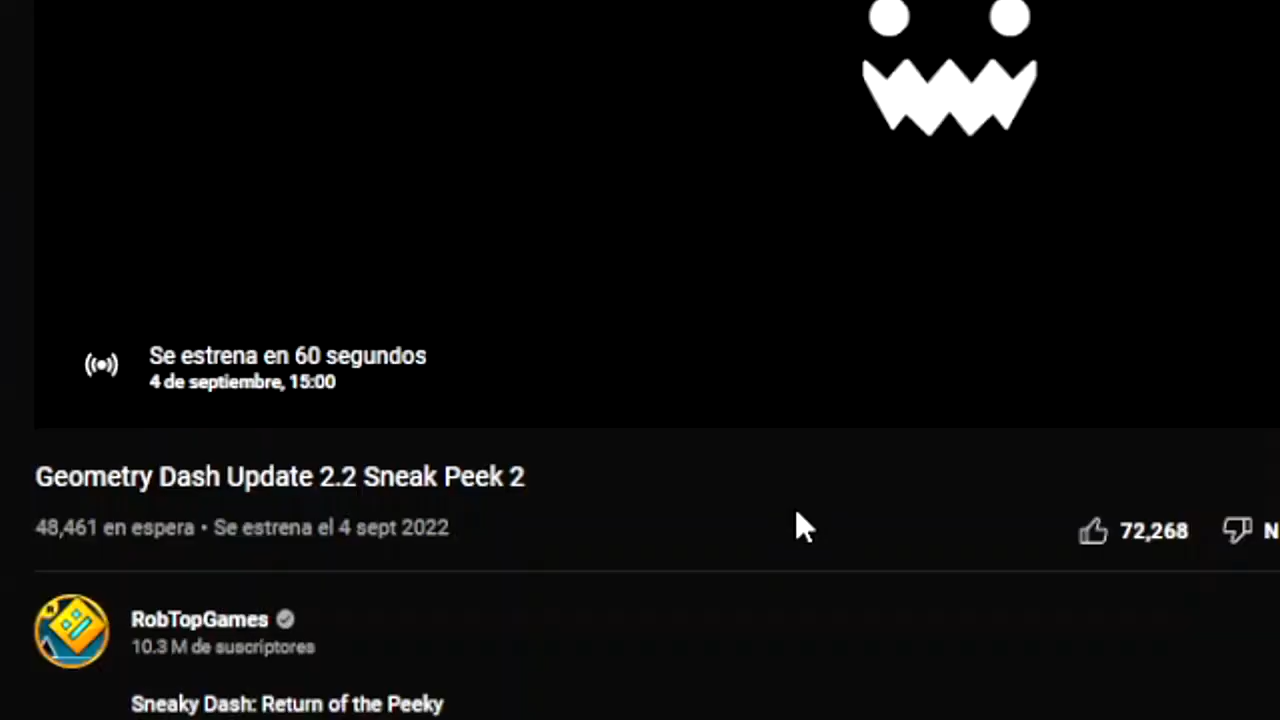 Se estrena en 60 segundos
4 de septiembre, 15:00
Geometry Dash Update 2.2 Sneak Peek 2
48,461 en espera • Se estrena el 4 sept 2022
72,268
N
RobTopGames
10.3 M de suscriptores
Sneaky Dash: Return of the Peeky